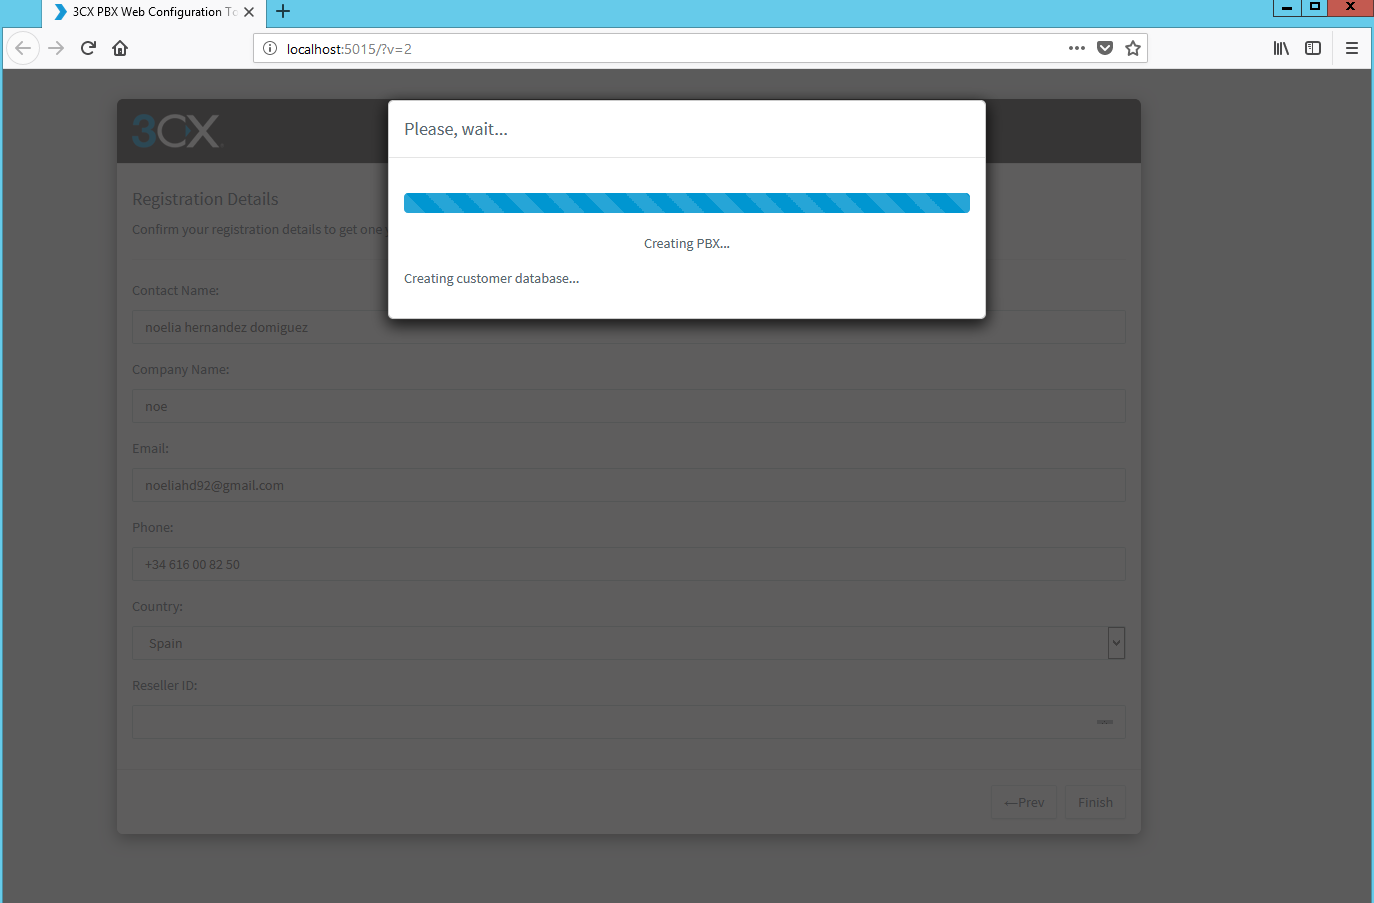 3CX PBX Web Configuration To
localhost:5015/?v=2
3CX
Please, wait...
Creating PBX...
Creating customer database...
Registration Details
Confirm your registration details to get one
Contact Name:
noelia hernandez domiguez
Company Name:
noe
Email:
noeliahd92@gmail.com
Phone:
+34 616 00 82 50
Country:
Spain
Reseller ID:
←Prev
Finish